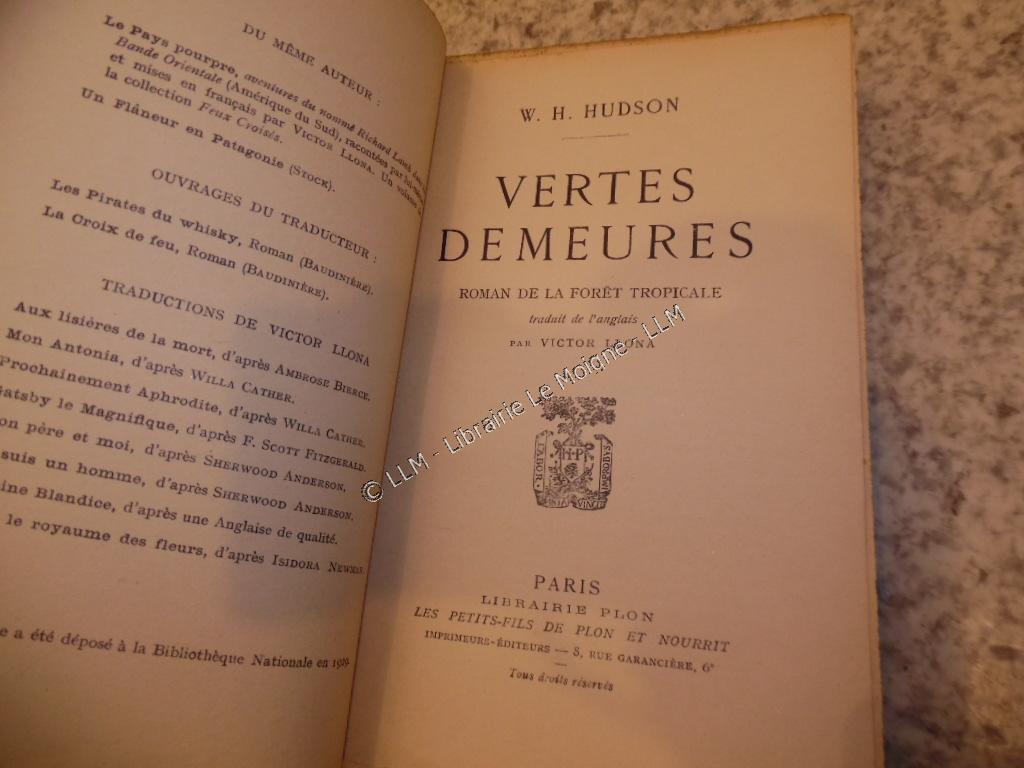 DU MÊME AUTEUR :
Le Pays pourpre, aventures du nommé Richard Lamb dans
Bande Orientale (Amérique du Sud), racontées par
et mises en français par VICTOR LLONA. Un volume
la collection Feux Croisés.
Un Flâneur en Patagonie (STOCK).
OUVRAGES DU TRADUCTEUR :
Les Pirates du whisky, Roman (BAUDINIÈRE).
La Croix de feu, Roman (BAUDINIÈRE).
TRADUCTIONS DE VICTOR LLONA
Aux lisières de la mort, d'après AMBROSE BIERCE.
Mon Antonia, d'après WILLA CATHER.
Prochainement Aphrodite, d'après WILLA CATHER.
Gatsby le Magnifique, d'après F. SCOTT FITZGERALD.
on père et moi, d'après SHERWOOD ANDERSON.
suis un homme, d'après SHERWOOD ANDERSON.
ine Blandice, d'après une Anglaise de qualité.
le royaume des fleurs, d'après ISIDORA NEWMAN.
e a été déposé à la Bibliothèque Nationale en 1929.
W. H. HUDSON
VERTES
DEMEURES
ROMAN DE LA FORÊT TROPICALE
traduit de l'anglais
PAR VICTOR LLONA
LABOR
IMPROBVS
PARIS
LIBRAIRIE PLON
LES PETITS-FILS DE PLON ET NOURRIT
IMPRIMEURS-ÉDITEURS — 8, RUE GARANCIÈRE, 6e
Tous droits réservés
© LLM - Librairie Le Moigne - LLM